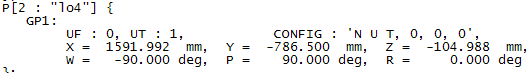 P[2 : "lo4"] {
   GP1:
        UF : 0, UT : 1,            CONFIG : 'N U T, 0, 0, 0',
        X =  1591.992  mm,  Y =  -786.500  mm,  Z =  -104.988  mm,
        W =   -90.000 deg,  P =    90.000 deg,  R =     0.000 deg
};